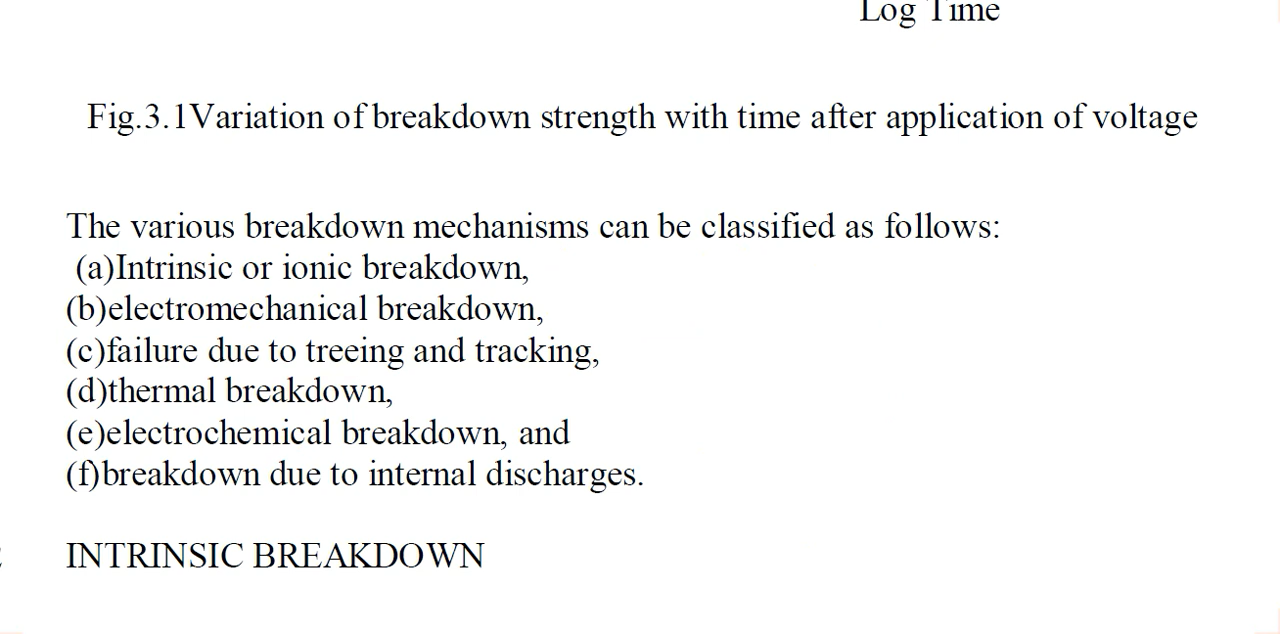 Log Time
Fig.3.1Variation of breakdown strength with time after application of voltage
The various breakdown mechanisms can be classified as follows:
(a)Intrinsic or ionic breakdown,
(b)electromechanical breakdown,
(c)failure due to treeing and tracking,
(d)thermal breakdown,
(e)electrochemical breakdown, and
(f)breakdown due to internal discharges.
INTRINSIC BREAKDOWN